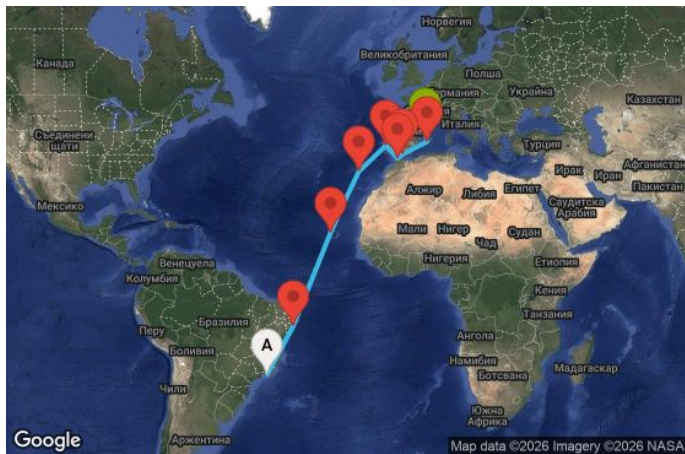 Норвегия
Канада
Великобритания
Полша
Германия
Украйна
Казахстан
Италия
Съединени
щати
Турция
Ирак
Афганистан
Иран
Пакистан
Мексико
Алжир
Либия
Египет
Саудитска
Арабия
Мали
Нигер
Судан
Чад
Венецуела
Нигерия
Етиопия
Колумбия
Кения
Бразилия
Танзания
Перу
A
Ангола
Боливия
Намибия
Мадагаскар
Ботсвана
Чили
Южна
Африка
Аржентина
Google
Map data ©2026 Imagery ©2026 NASA